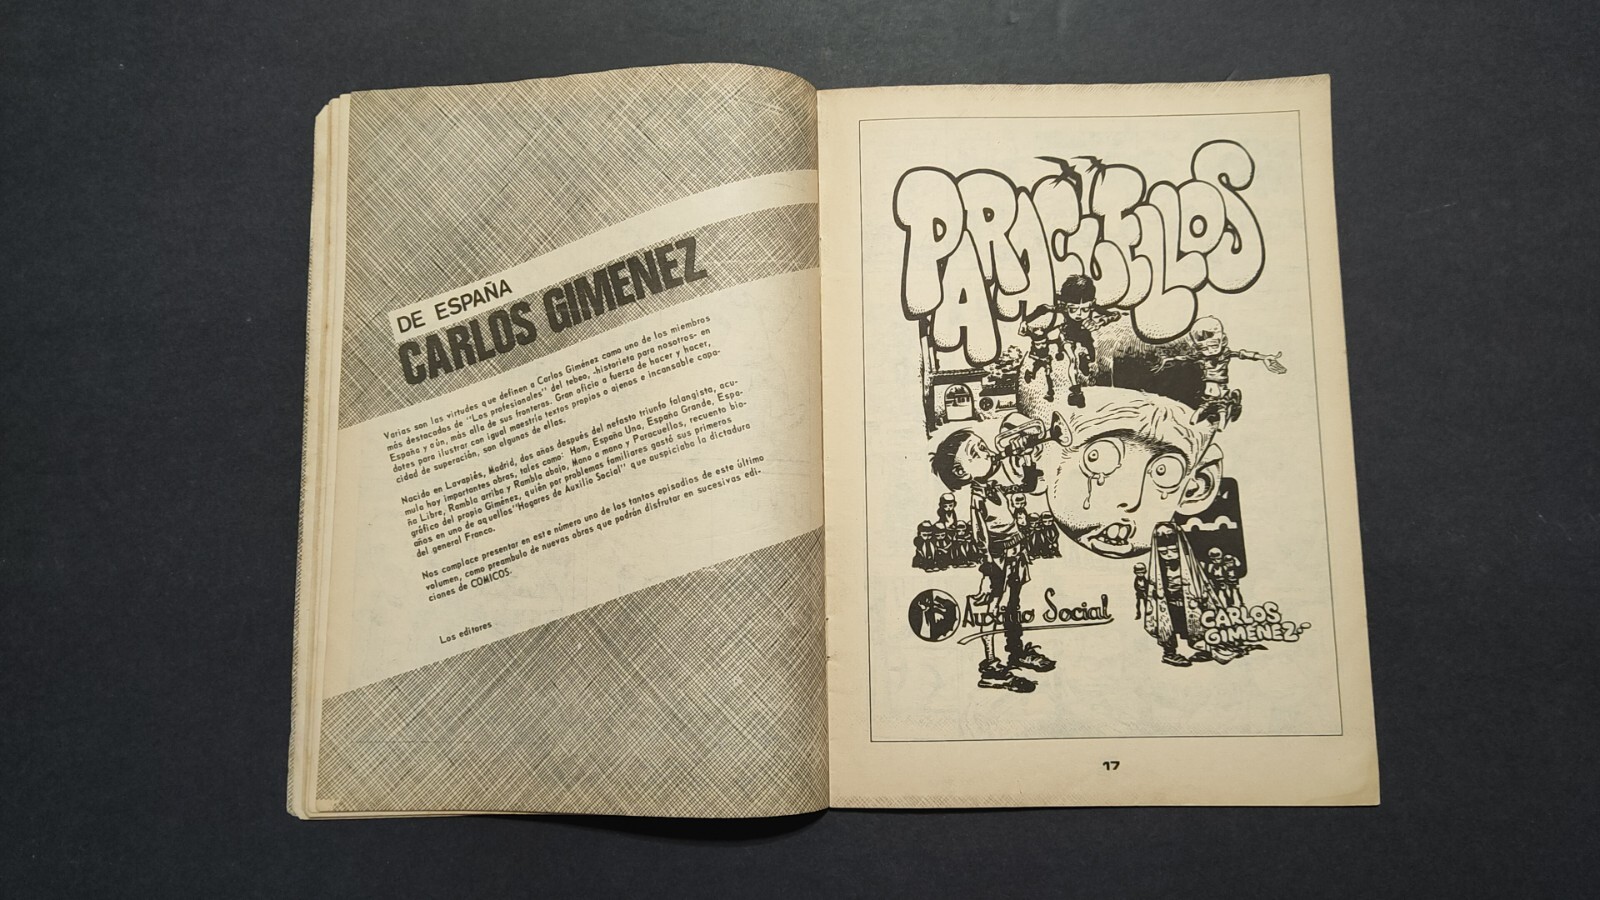 DE ESPAÑA
CARLOS GIMENEZ
Varias son las virtudes que definen a Carlos Giménez como uno de los miembros
más destacados de "Los profesionales" del tebeo, -historieta para nosotros- en
España y aún, más alla de sus fronteras. Gran oficio a fuerza de hacer y hacer,
dotes para ilustrar con igual maestría textos propios o ajenos e incansable capa-
cidad de superación, son algunas de ellas.
Nacido en Lavapiés, Madrid, dos años después del nefasto triunfo falangista, acu-
mula hoy importantes obras, tales como: Hom, España Una, España Grande, Espa-
ña Libre, Rambla arriba y Rambla abajo, Mano a mano y Paracuellos, recuento bio-
gráfico del propio Giménez, quién por problemas familiares gastó sus primeros
años en uno de aquellos "Hogares de Auxilio Social" que auspiciaba la dictadura
del general Franco.
Nos complace presentar en este número uno de los tantos episodios de este último
volumen, como preambulo de nuevas obras que podrán disfrutar en sucesivas edi-
ciones de COMICOS.
Los editores
PARACUELLOS
Auxilio Social
CARLOS
GIMENEZ
17